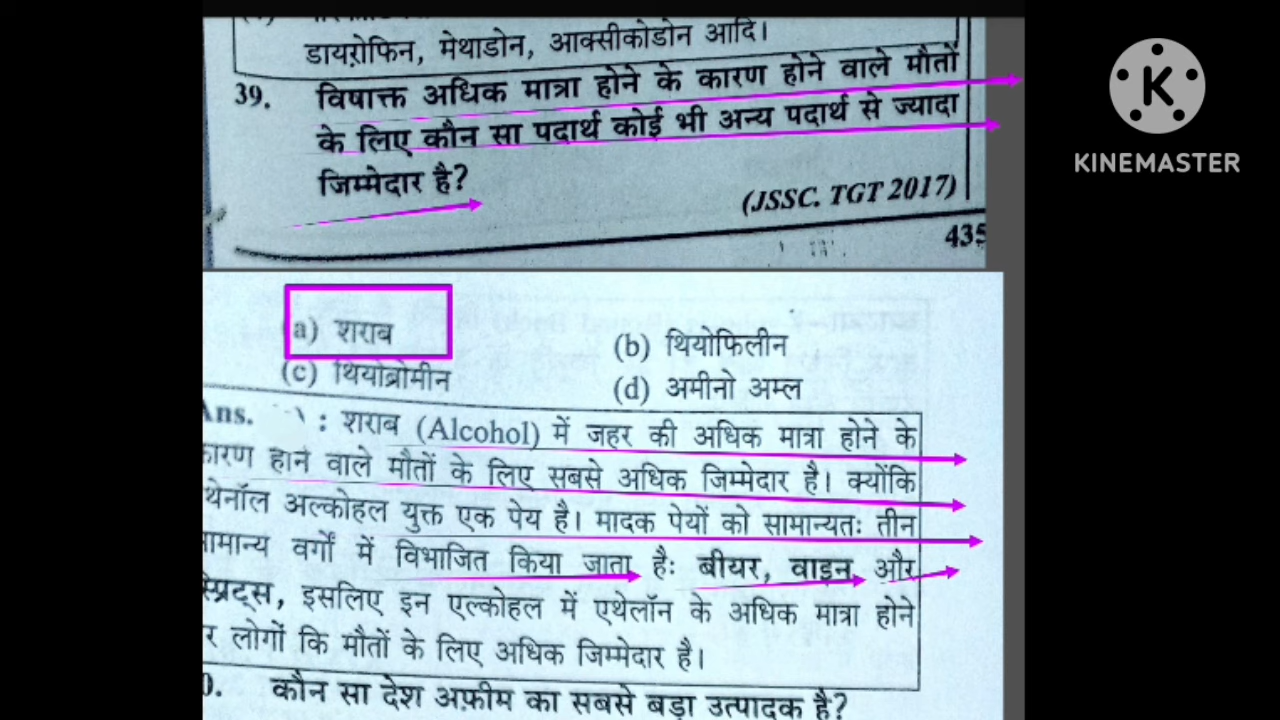 डायरोफिन, मेथाडोन, आक्सीकोडोन आदि।
39. विषाक्त अधिक मात्रा होने के कारण होने वाले मौतों
के लिए कौन सा पदार्थ कोई भी अन्य पदार्थ से ज्यादा
जिम्मेदार है?
(JSSC. TGT 2017)
435
KINEMASTER
a) शराब (b) थियोफिलीन
(c) थियोब्रोमीन (d) अमीनो अम्ल
Ans. : शराब (Alcohol) में जहर की अधिक मात्रा होने के
कारण हाने वाले मौतों के लिए सबसे अधिक जिम्मेदार है। क्योंकि
थेनॉल अल्कोहल युक्त एक पेय है। मादक पेयों को सामान्यतः तीन
सामान्य वर्गों में विभाजित किया जाता हैः बीयर, वाइन और
स्प्रिट्स, इसलिए इन एल्कोहल में एथेलॉन के अधिक मात्रा होने
र लोगों कि मौतों के लिए अधिक जिम्मेदार है।
0. कौन सा देश अफ़ीम का सबसे बड़ा उत्पादक है?